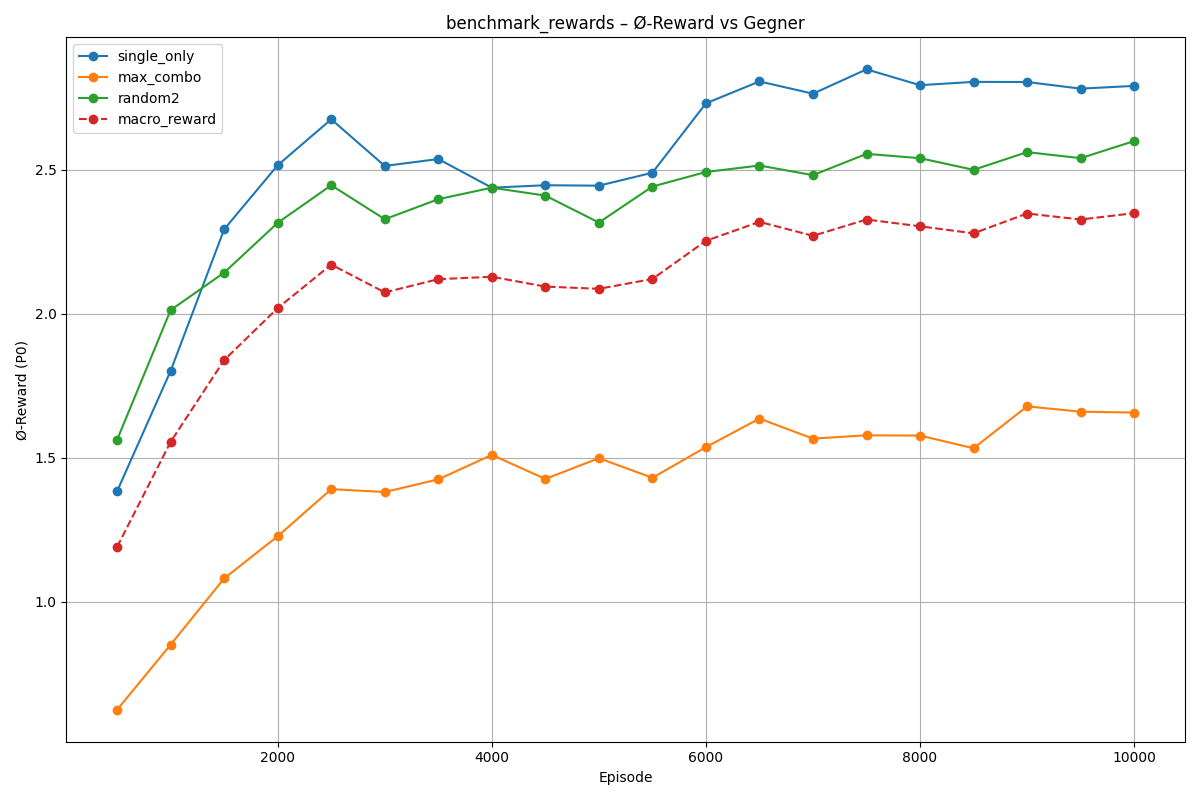 benchmark_rewards – Ø-Reward vs Gegner
single_only
max_combo
random2
macro_reward
Ø-Reward (P0)
2.5
2.0
1.5
1.0
2000
4000
6000
8000
10000
Episode